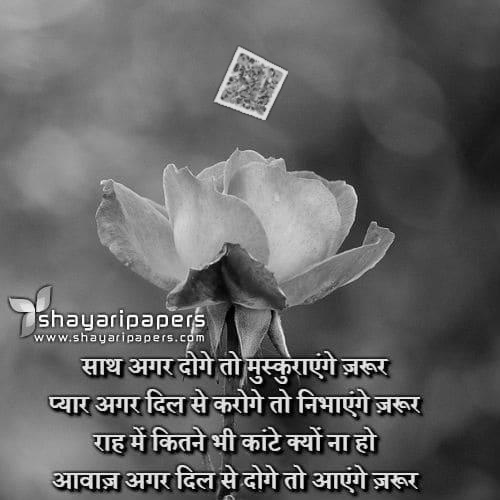 shayaripapers
www.shayaripapers.com
साथ अगर दोगे तो मुस्कुराएंगे ज़रूर
प्यार अगर दिल से करोगे तो निभाएंगे ज़रूर
राह में कितने भी कांटे क्यों ना हो
आवाज़ अगर दिल से दोगे तो आएंगे ज़रूर